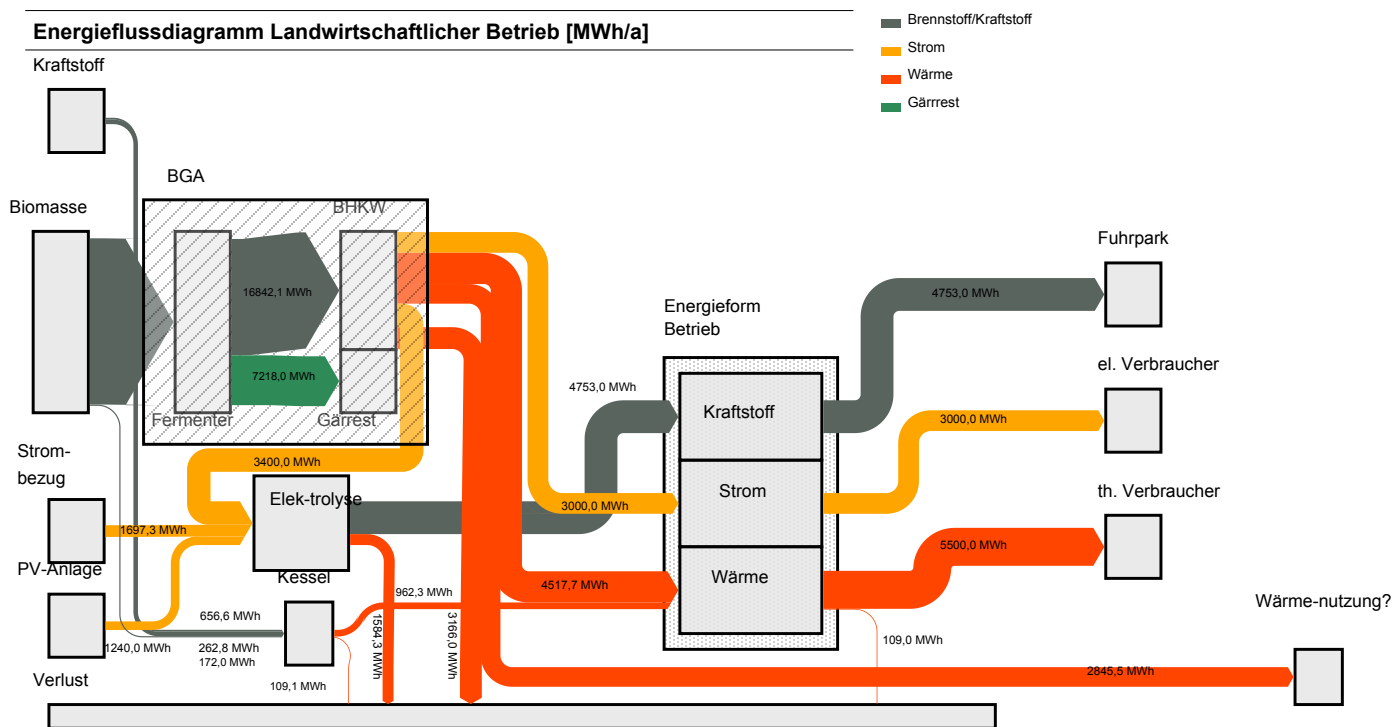 Energieflussdiagramm Landwirtschaftlicher Betrieb [MWh/a]
Brennstoff/Kraftstoff
Strom
Wärme
Gärrrest
Kraftstoff
BGA
Biomasse
BHKW
Fuhrpark
16842,1 MWh
4753,0 MWh
Energieform
Betrieb
el. Verbraucher
7218,0 MWh
4753,0 MWh
Kraftstoff
3000,0 MWh
Fermenter
Gärrest
Strom-
bezug
3400,0 MWh
Elek-trolyse
Strom
3000,0 MWh
th. Verbraucher
1697,3 MWh
5500,0 MWh
PV-Anlage
Kessel
Wärme
4517,7 MWh
962,3 MWh
Wärme-nutzung?
656,6 MWh
1584,3 MWh
3166,0 MWh
109,0 MWh
1240,0 MWh
262,8 MWh
172,0 MWh
Verlust
109,1 MWh
2845,5 MWh